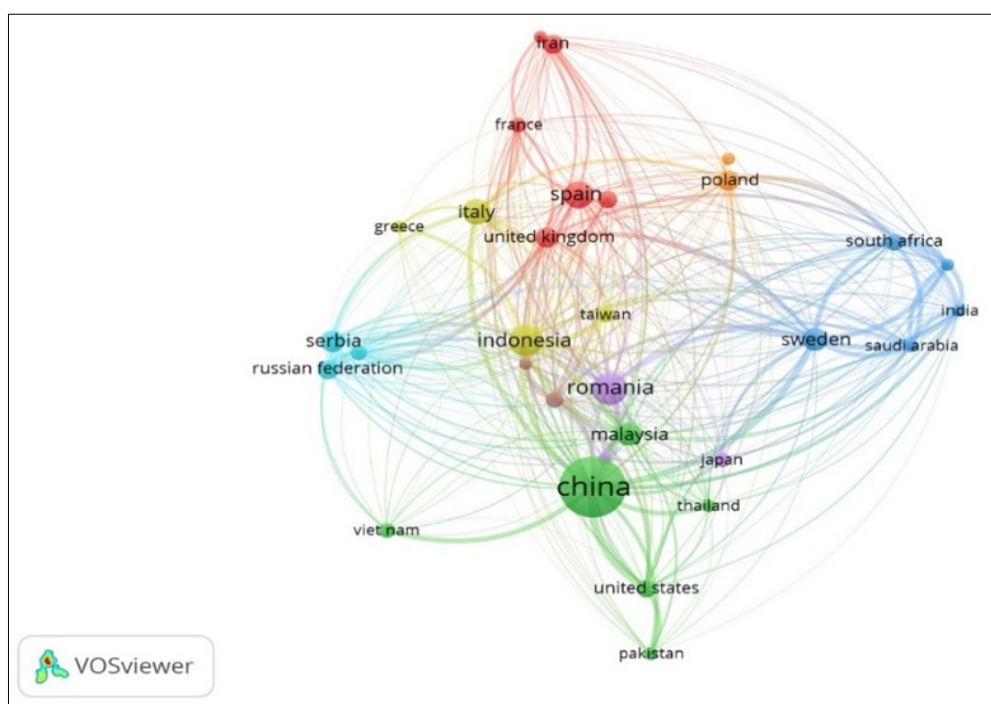 iran
france
poland
spain
italy
greece
united kingdom
south africa
india
taiwan
serbia
indonesia
sweden
saudi arabia
russian federation
romania
malaysia
japan
china
thailand
viet nam
united states
pakistan
VOSviewer